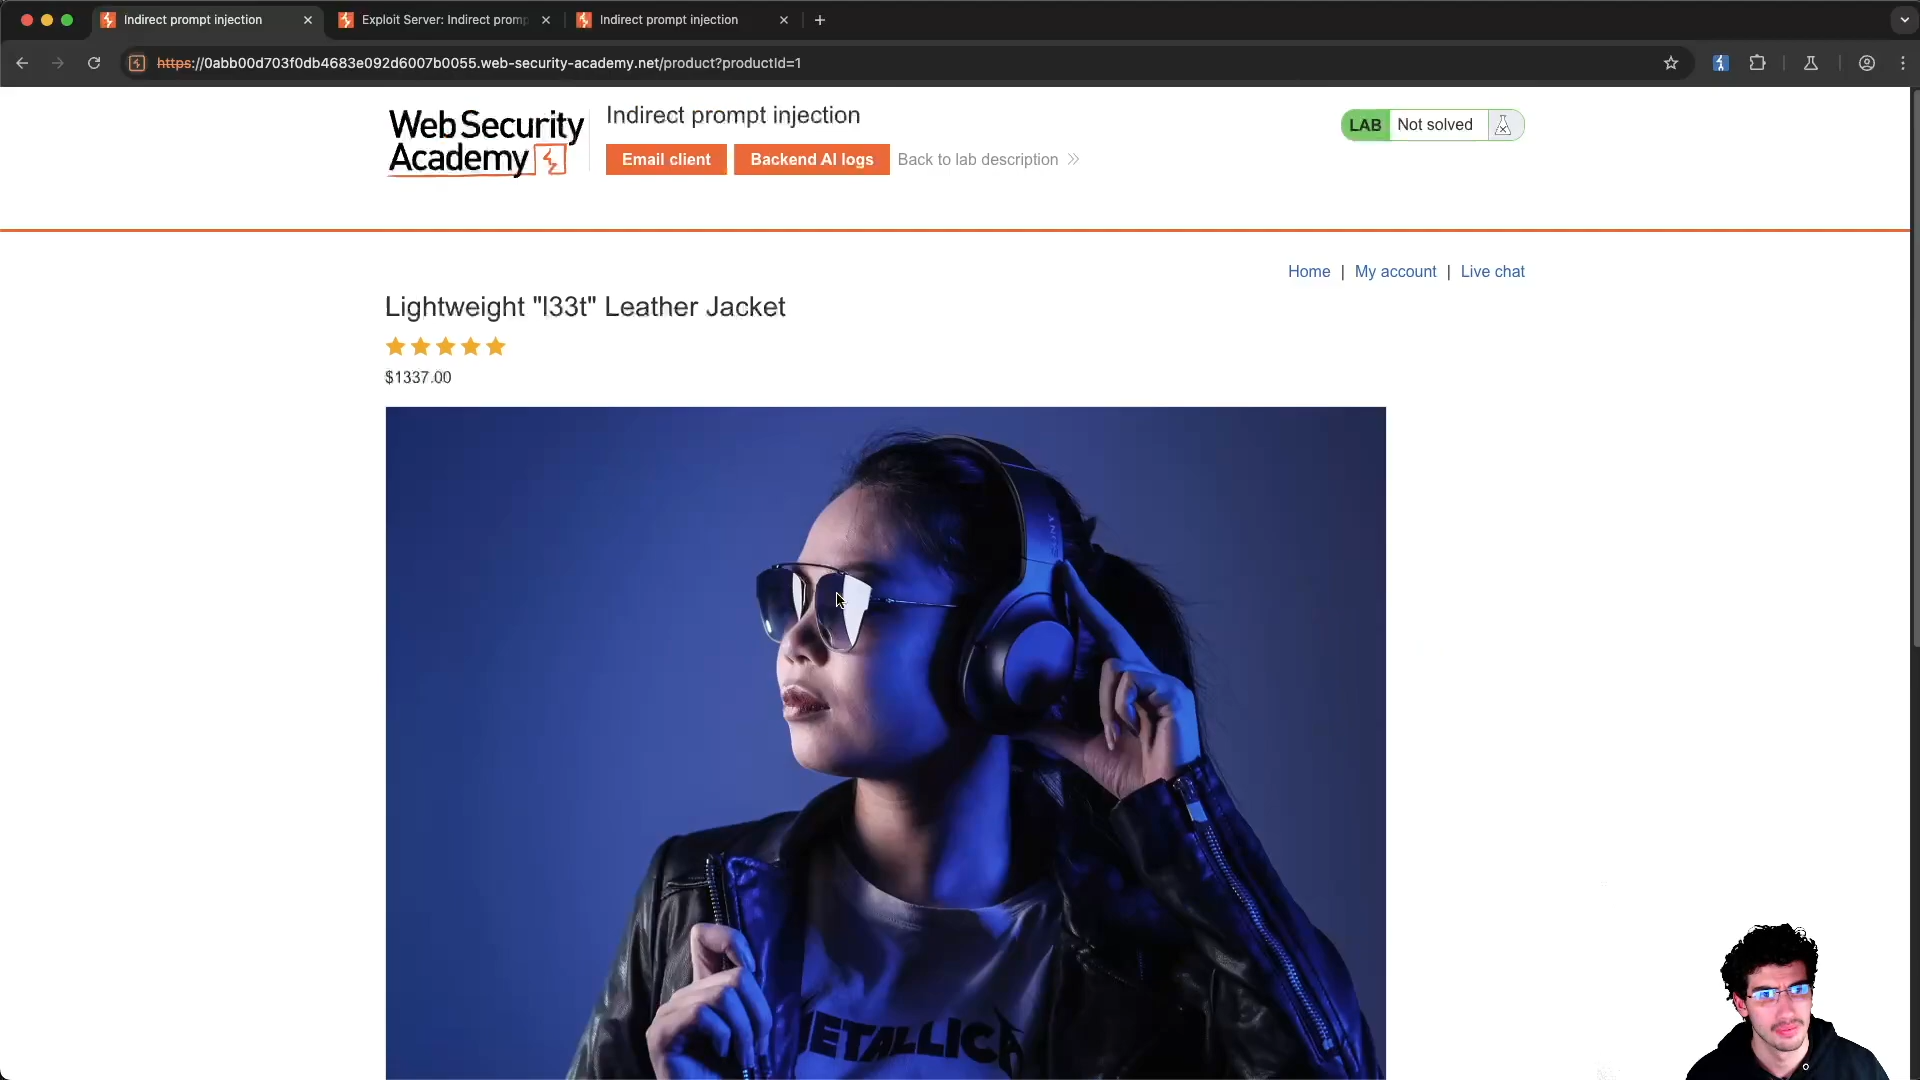 Indirect prompt injection
Exploit Server: Indirect promp
Indirect prompt injection
https://0abb00d703f0db4683e092d6007b0055.web-security-academy.net/product?productId=1
Web Security
Academy
Indirect prompt injection
Email client
Backend AI logs
Back to lab description
LAB Not solved
Home | My account | Live chat
Lightweight "l33t" Leather Jacket
$1337.00
SONY
METALLICA